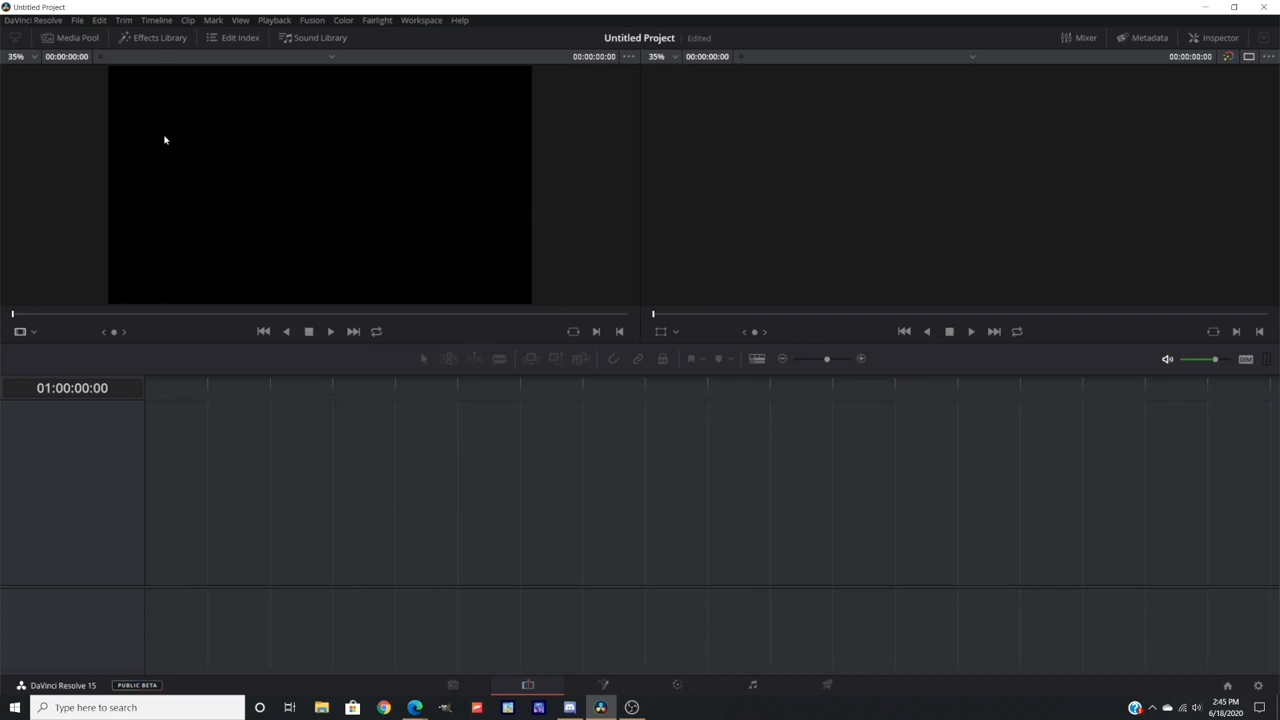 Untitled Project
DaVinci Resolve File Edit Trim Timeline Clip Mark View Playback Fusion Color Fairlight Workspace Help
Media Pool Effects Library Edit Index Sound Library Untitled Project Edited Mixer Metadata Inspector
35% 00:00:00:00 00:00:00:00 35% 00:00:00:00 00:00:00:00
DIM
01:00:00:00
DaVinci Resolve 15 PUBLIC BETA
Type here to search
2:45 PM
6/18/2020